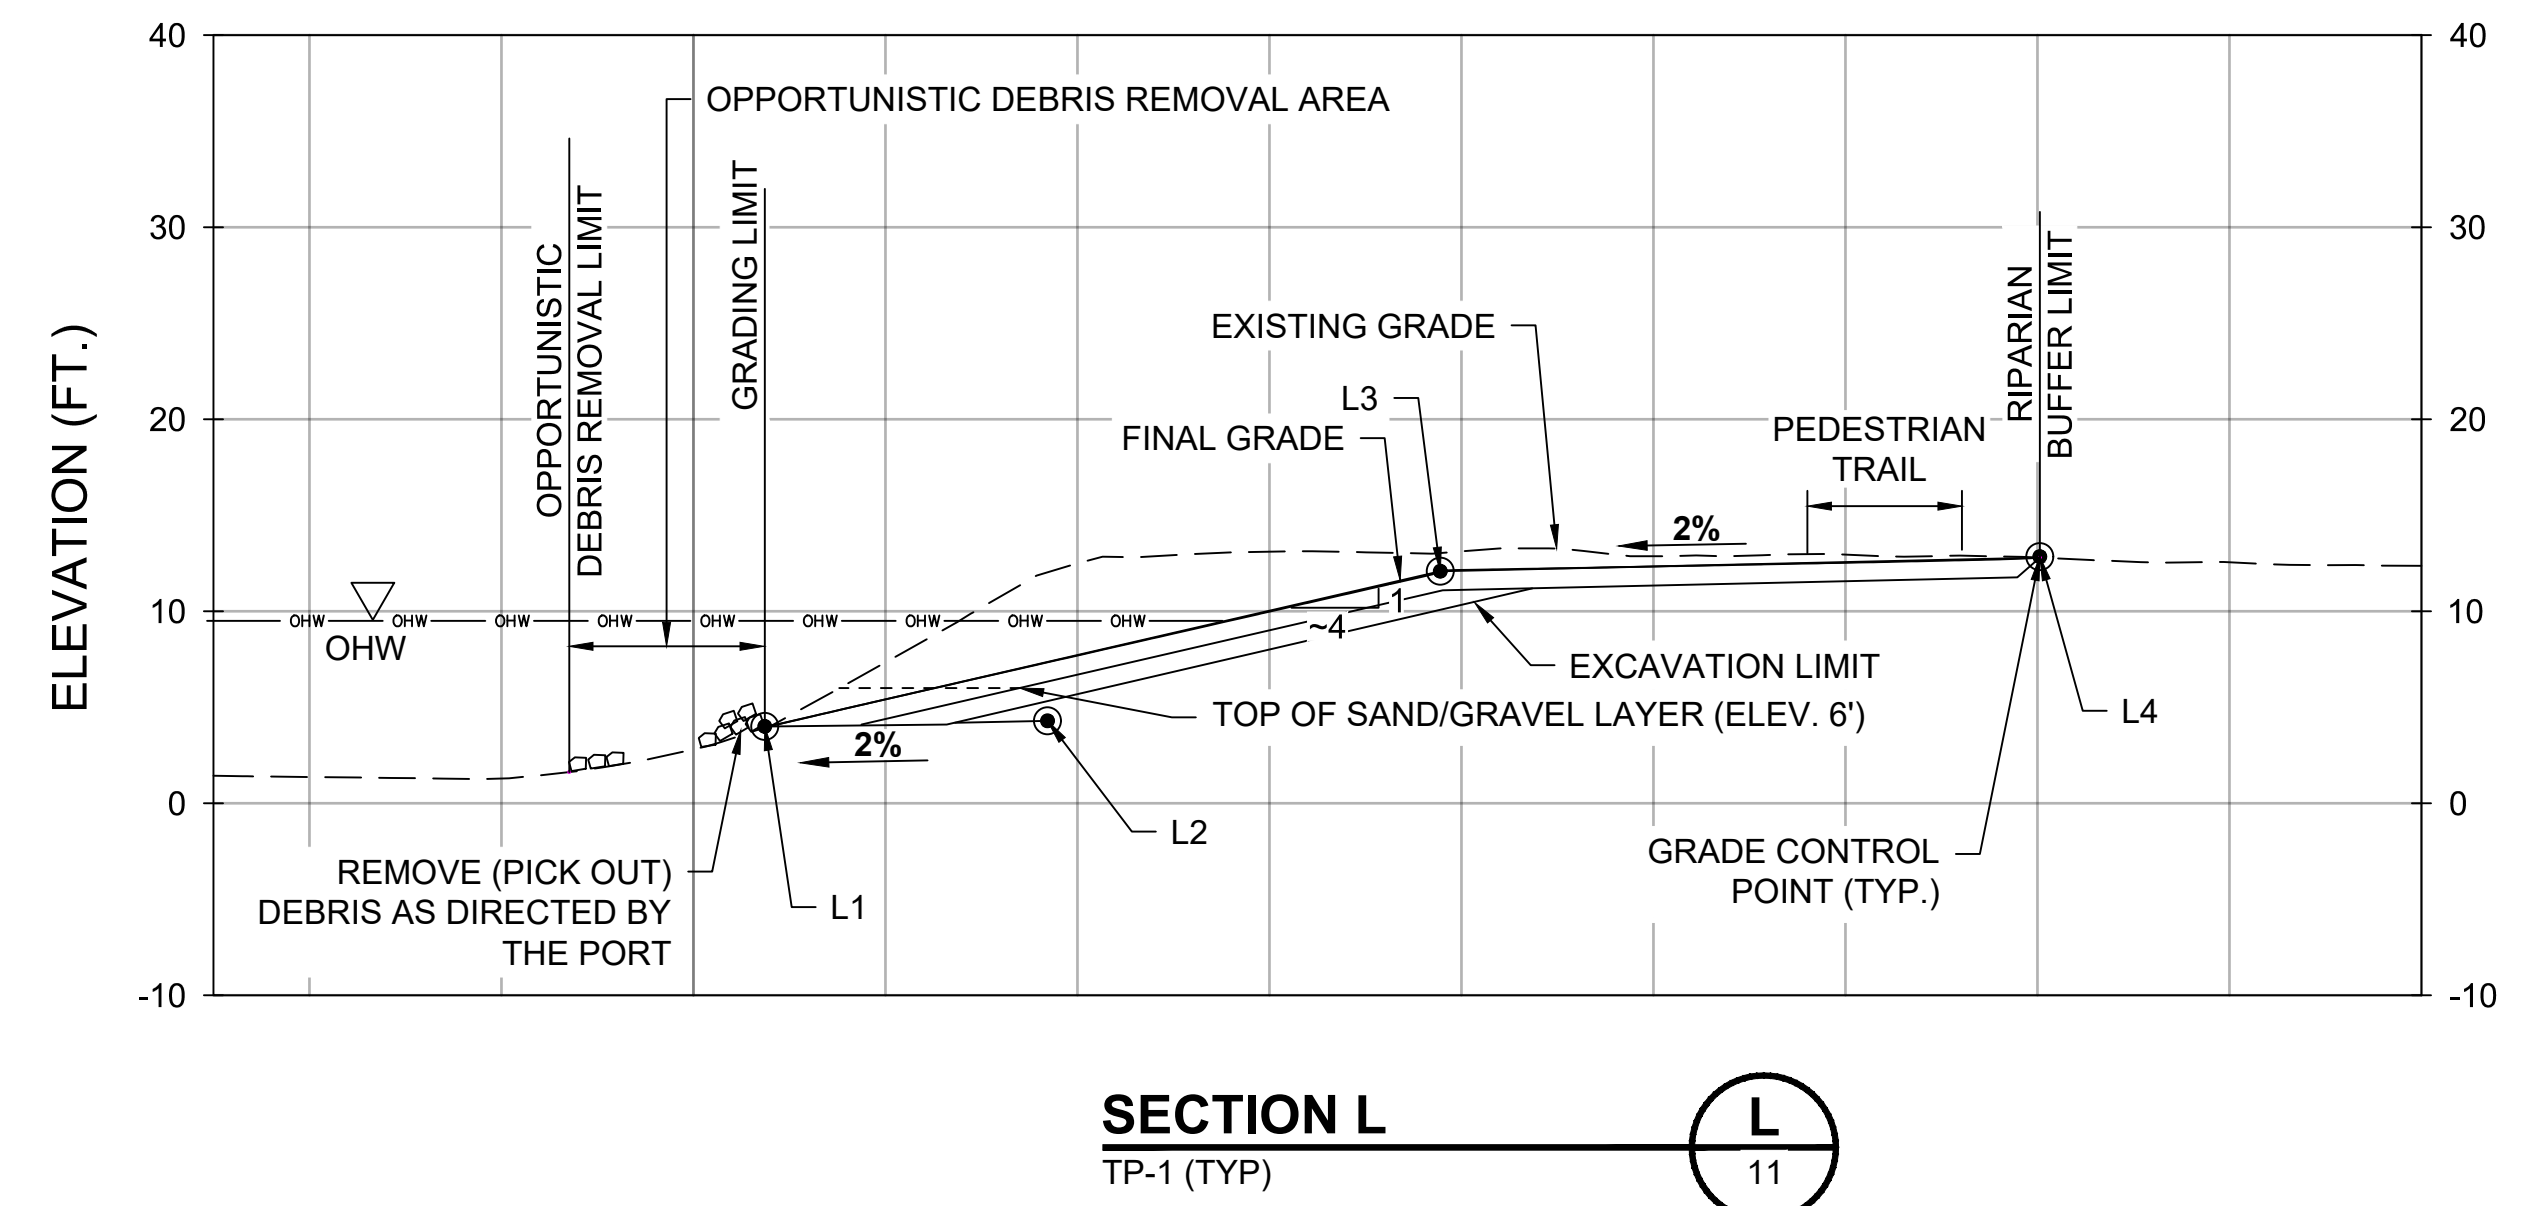 40
40
OPPORTUNISTIC DEBRIS REMOVAL AREA
OPPORTUNISTIC
DEBRIS REMOVAL LIMIT
GRADING LIMIT
30
30
RIPARIAN
BUFFER LIMIT
EXISTING GRADE
L3
20
20
FINAL GRADE
PEDESTRIAN
TRAIL
ELEVATION (FT.)
2%
10
10
1
~4
OHW OHW OHW OHW OHW OHW OHW OHW OHW
OHW
EXCAVATION LIMIT
TOP OF SAND/GRAVEL LAYER (ELEV. 6')
L4
2%
0
0
L2
GRADE CONTROL
POINT (TYP.)
REMOVE (PICK OUT)
DEBRIS AS DIRECTED BY
THE PORT
L1
-10
-10
SECTION L
L
TP-1 (TYP)
11